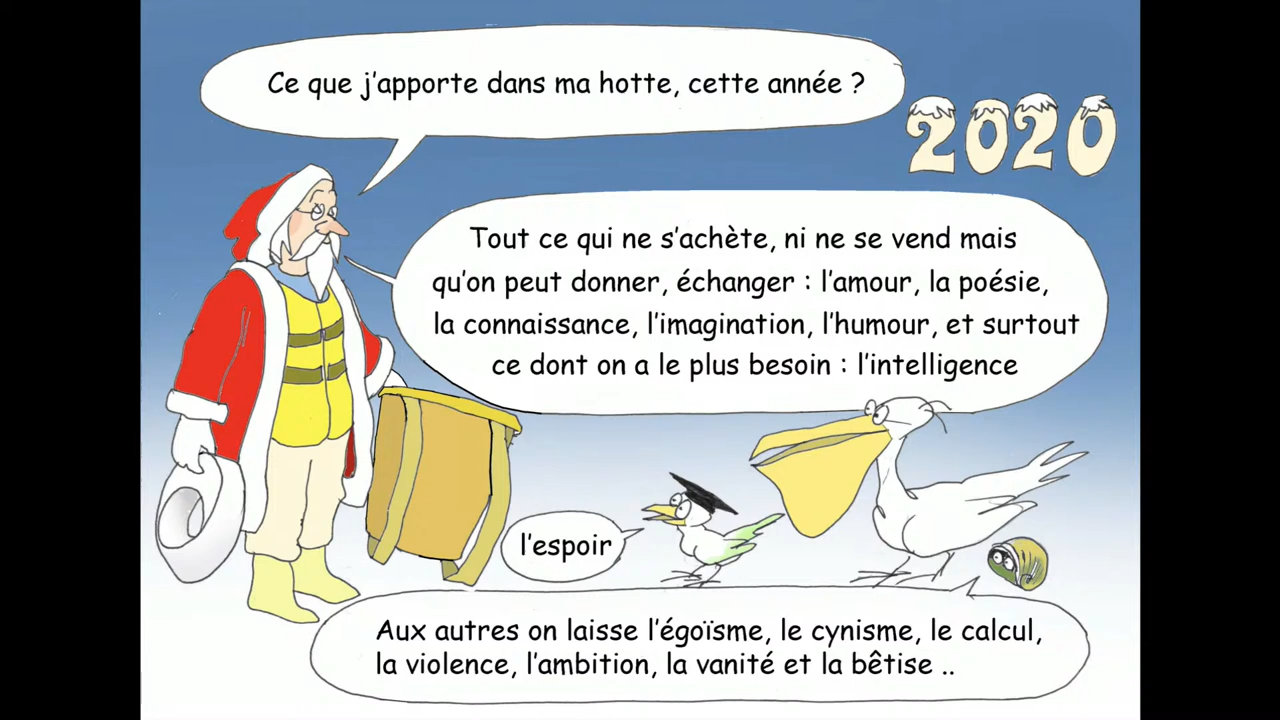 Ce que j'apporte dans ma hotte, cette année ?
2020
Tout ce qui ne s'achète, ni ne se vend mais
qu'on peut donner, échanger : l'amour, la poésie,
la connaissance, l'imagination, l'humour, et surtout
ce dont on a le plus besoin : l'intelligence
l'espoir
Aux autres on laisse l'égoïsme, le cynisme, le calcul,
la violence, l'ambition, la vanité et la bêtise ..